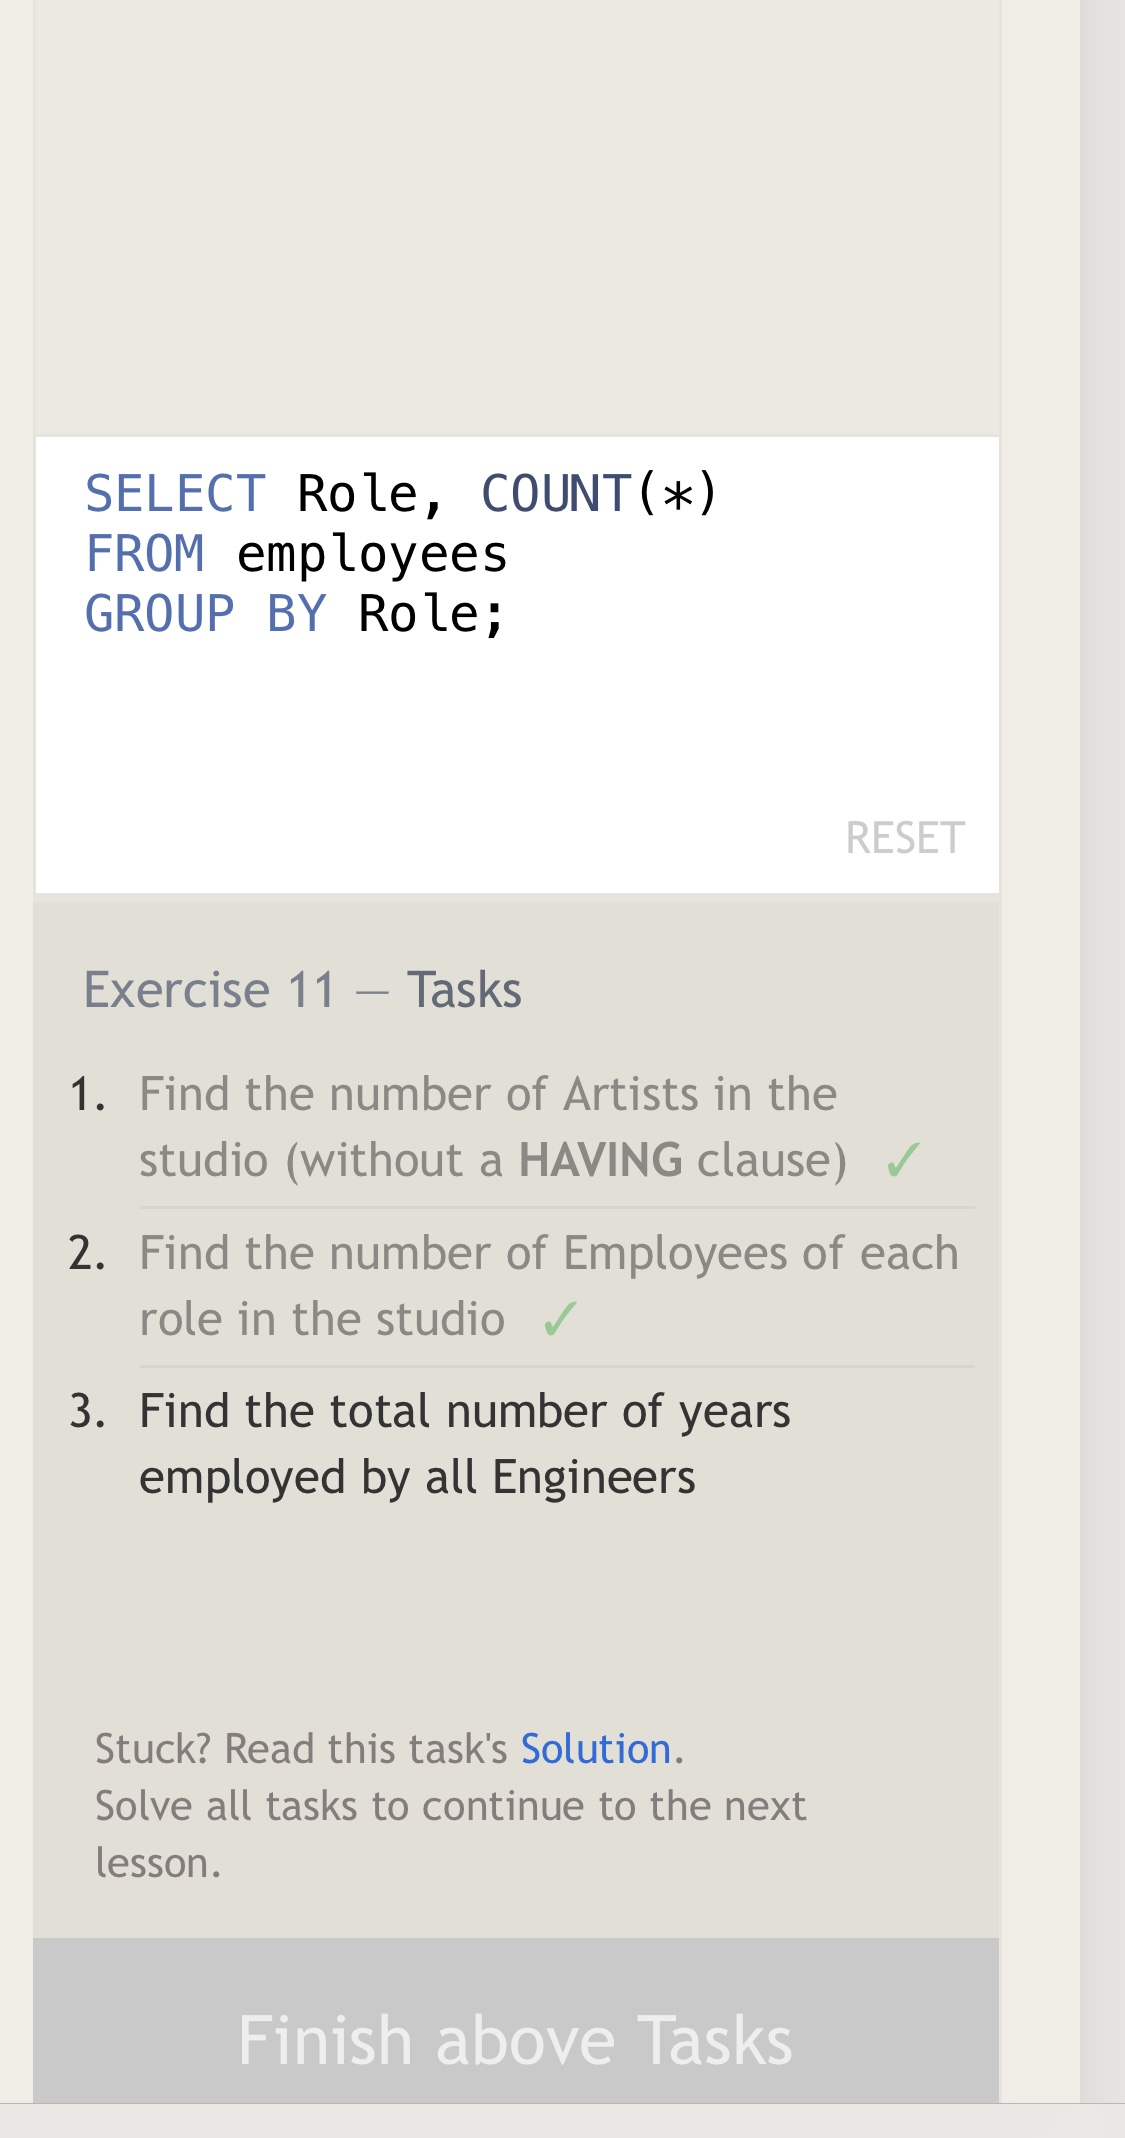 SELECT Role, COUNT(*)
FROM employees
GROUP BY Role;
RESET
Exercise 11 — Tasks
1. Find the number of Artists in the
studio (without a HAVING clause) ✓
2. Find the number of Employees of each
role in the studio ✓
3. Find the total number of years
employed by all Engineers
Stuck? Read this task's Solution.
Solve all tasks to continue to the next
lesson.
Finish above Tasks